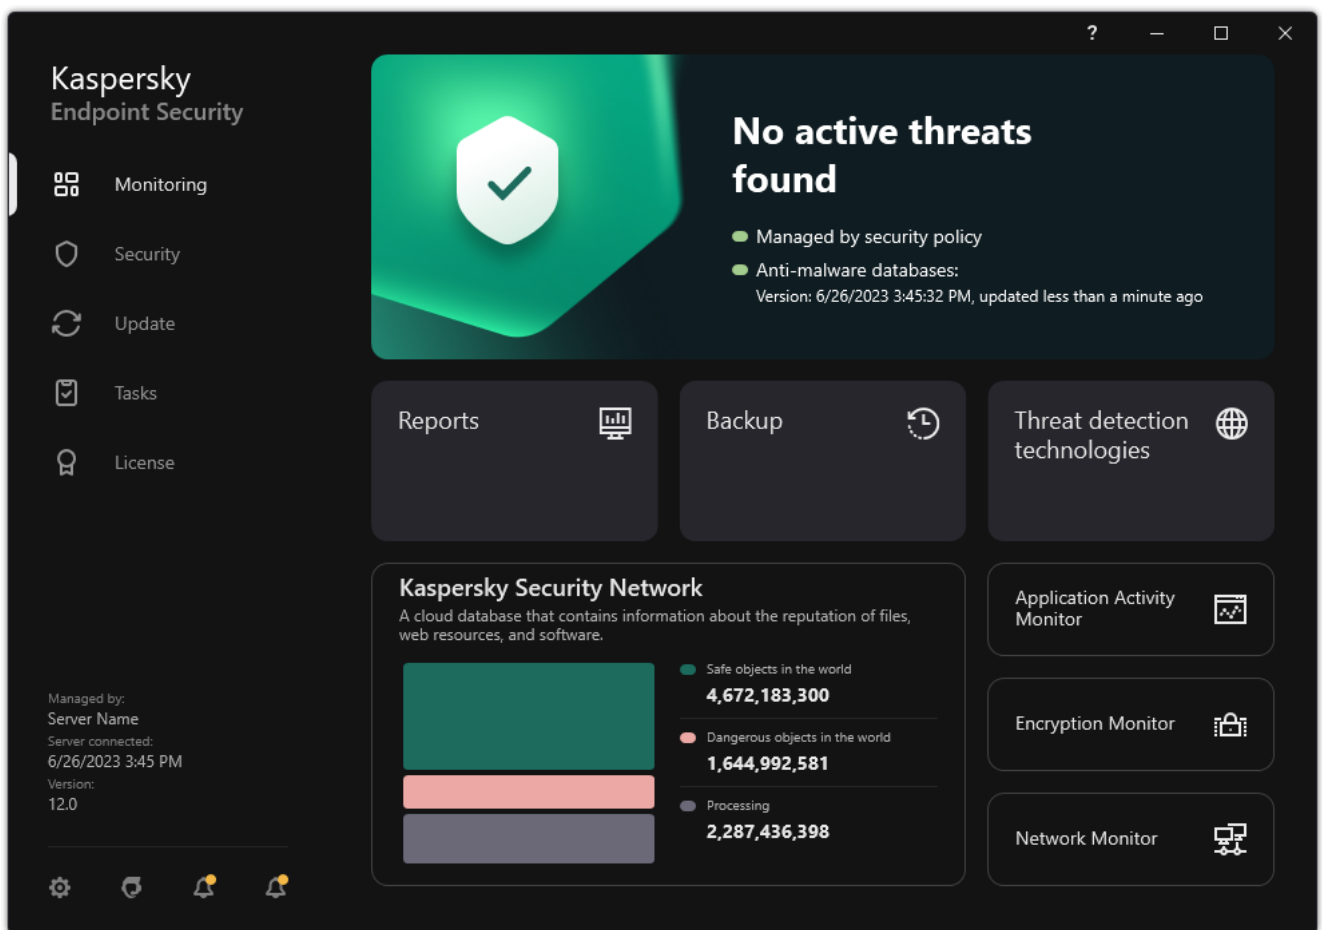 ?
Kaspersky
Endpoint Security
Monitoring
Security
Update
Tasks
License
Managed by:
Server Name
Server connected:
6/26/2023 3:45 PM
Version:
12.0
No active threats
found
Managed by security policy
Anti-malware databases:
Version: 6/26/2023 3:45:32 PM, updated less than a minute ago
Reports
Backup
Threat detection
technologies
Kaspersky Security Network
A cloud database that contains information about the reputation of files,
web resources, and software.
Safe objects in the world
4,672,183,300
Dangerous objects in the world
1,644,992,581
Processing
2,287,436,398
Application Activity
Monitor
Encryption Monitor
Network Monitor